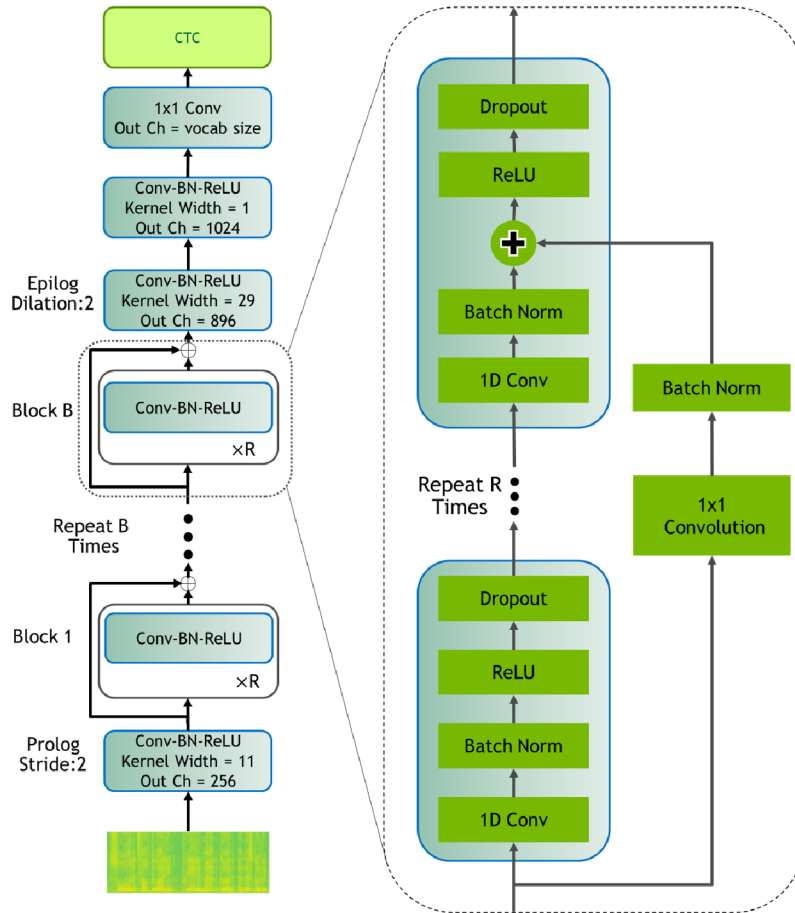 CTC
1x1 Conv
Out Ch = vocab size
Conv-BN-ReLU
Kernel Width = 1
Out Ch = 1024
Epilog
Dilation:2
Conv-BN-ReLU
Kernel Width = 29
Out Ch = 896
Block B
Conv-BN-ReLU
×R
Repeat B
Times
Block 1
Conv-BN-ReLU
×R
Prolog
Stride:2
Conv-BN-ReLU
Kernel Width = 11
Out Ch = 256
Dropout
ReLU
+
Batch Norm
1D Conv
Batch Norm
1x1
Convolution
Repeat R
Times
Dropout
ReLU
Batch Norm
1D Conv